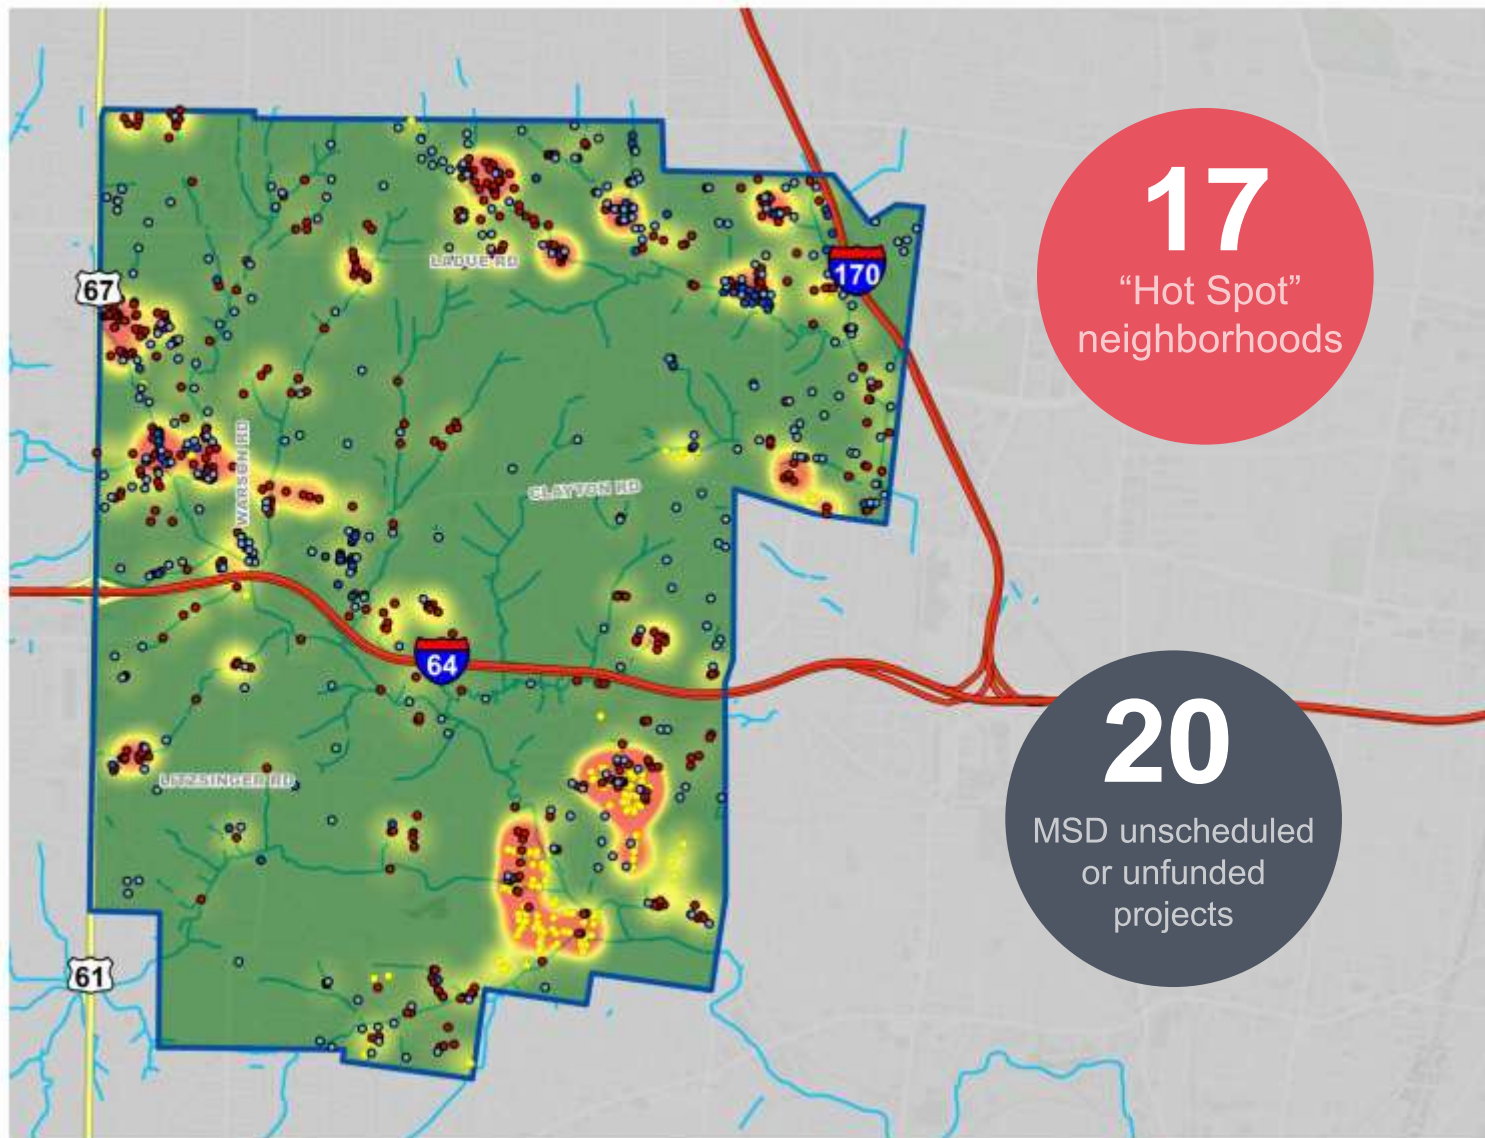 17
“Hot Spot”
neighborhoods
170
LADUE RD
67
WARSON RD
CLAYTON RD
64
20
MSD unscheduled
or unfunded
projects
LITZSINGER RD
61